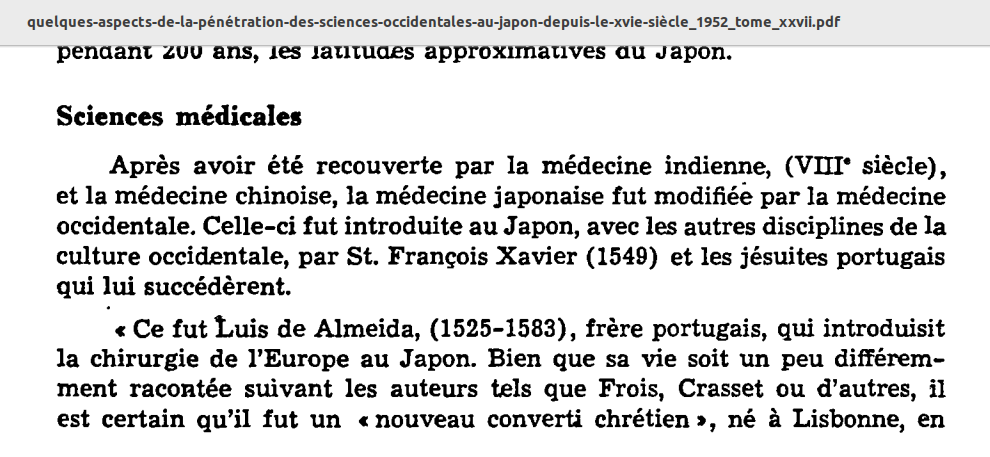 quelques-aspects-de-la-pénétration-des-sciences-occidentales-au-japon-depuis-le-xvie-siècle_1952_tome_xxvii.pdf
pendant 200 ans, les latitudes approximatives du Japon.
Sciences médicales
Après avoir été recouverte par la médecine indienne, (VIIIe siècle),
et la médecine chinoise, la médecine japonaise fut modifiée par la médecine
occidentale. Celle-ci fut introduite au Japon, avec les autres disciplines de la
culture occidentale, par St. François Xavier (1549) et les jésuites portugais
qui lui succédèrent.
« Ce fut Luis de Almeida, (1525-1583), frère portugais, qui introduisit
la chirurgie de l'Europe au Japon. Bien que sa vie soit un peu différem-
ment racontée suivant les auteurs tels que Frois, Crasset ou d'autres, il
est certain qu'il fut un « nouveau converti chrétien », né à Lisbonne, en